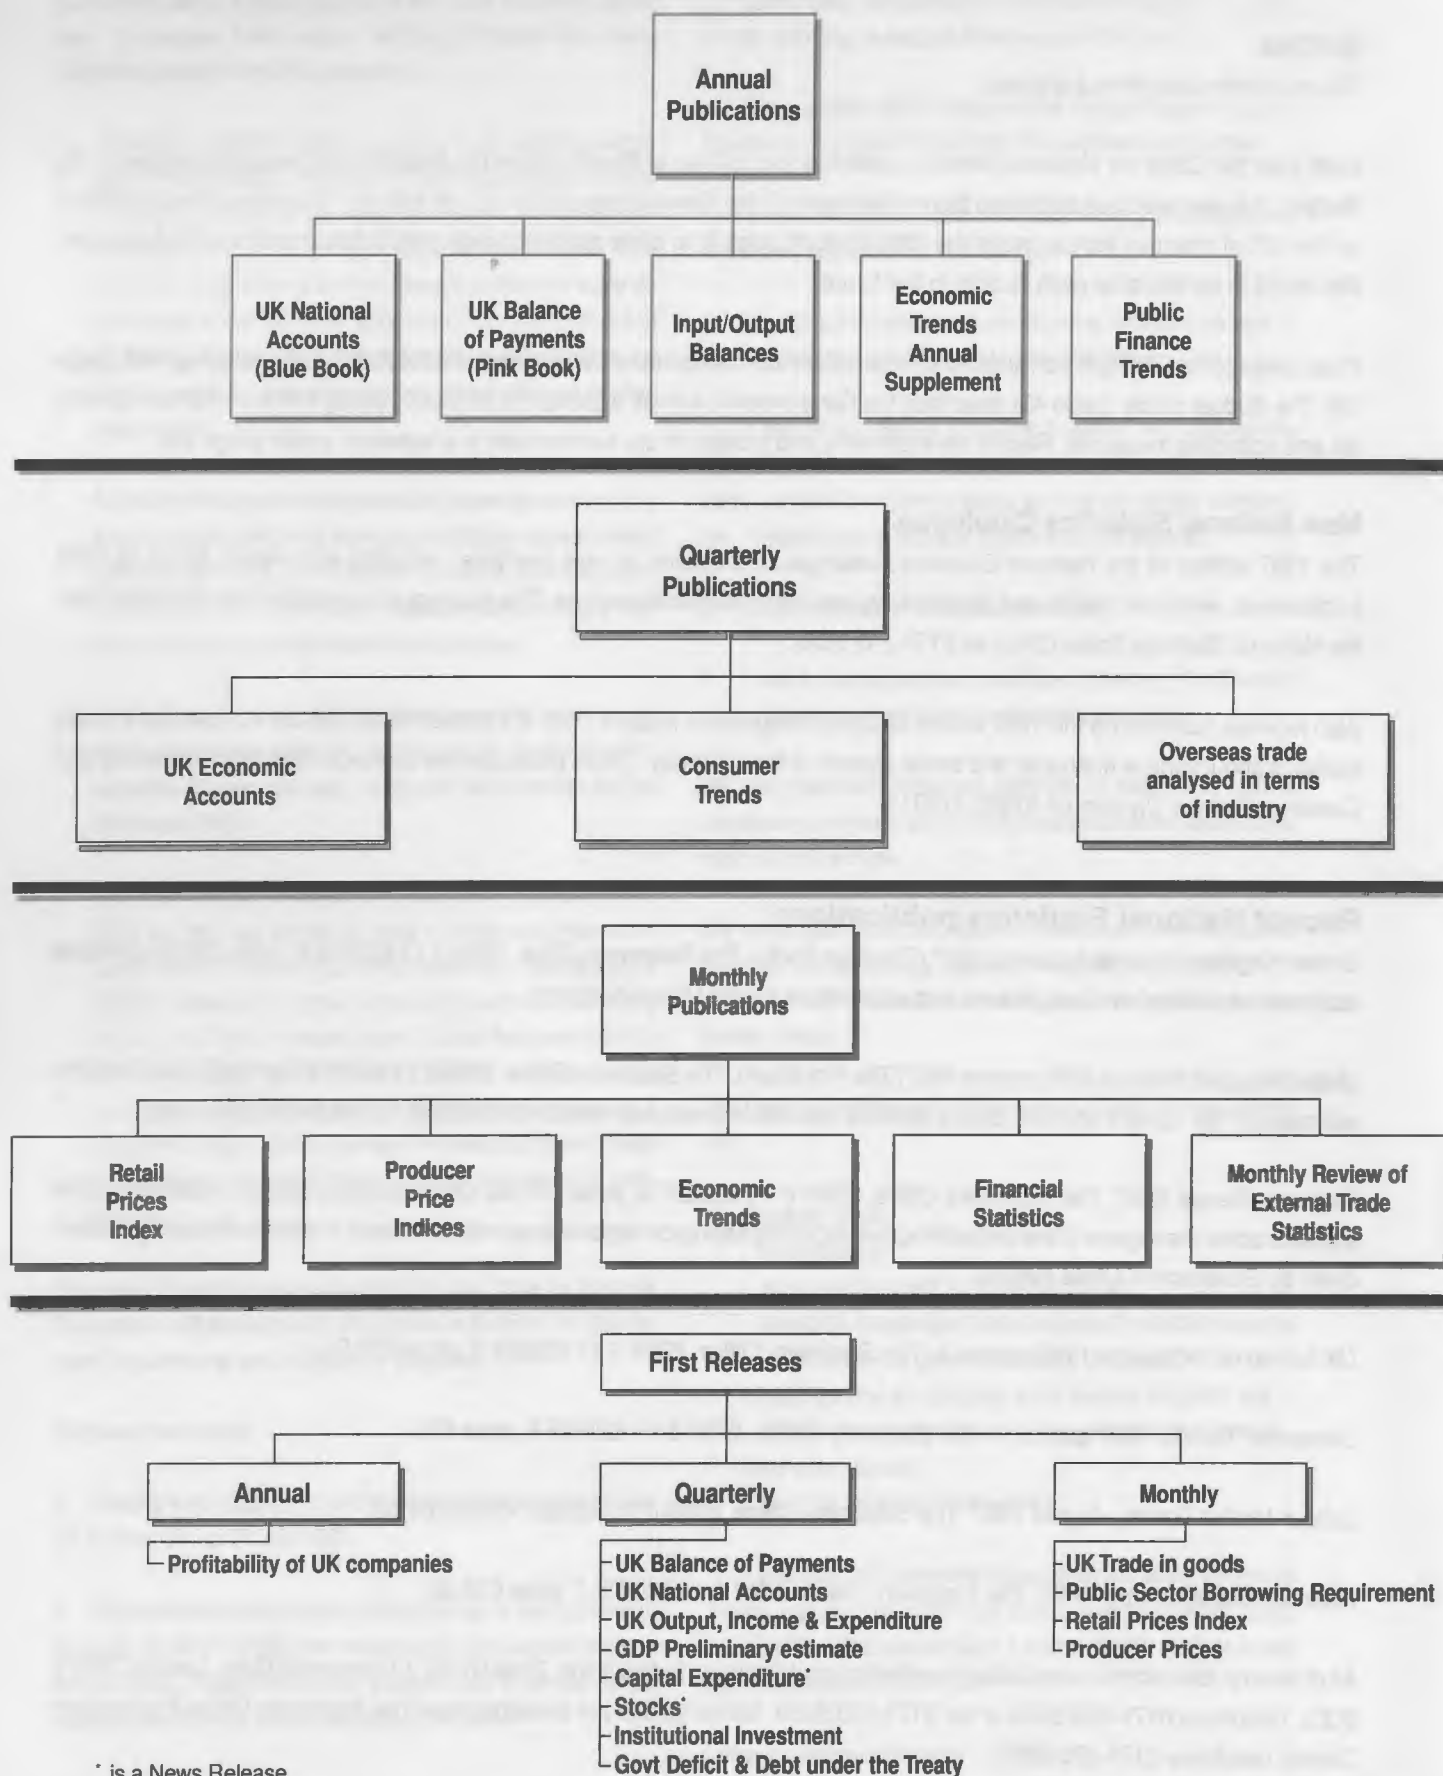 Annual
Publications
UK National
Accounts
(Blue Book)
UK Balance
of Payments
(Pink Book)
Input/Output
Balances
Economic
Trends
Annual
Supplement
Public
Finance
Trends
Quarterly
Publications
UK Economic
Accounts
Consumer
Trends
Overseas trade
analysed in terms
of industry
Monthly
Publications
Retail
Prices
Index
Producer
Price
Indices
Economic
Trends
Financial
Statistics
Monthly Review of
External Trade
Statistics
First Releases
Annual
Profitability of UK companies
Quarterly
UK Balance of Payments
UK National Accounts
UK Output, Income & Expenditure
GDP Preliminary estimate
Capital Expenditure*
Stocks*
Institutional Investment
Govt Deficit & Debt under the Treaty
Monthly
UK Trade in goods
Public Sector Borrowing Requirement
Retail Prices Index
Producer Prices
* is a News Release